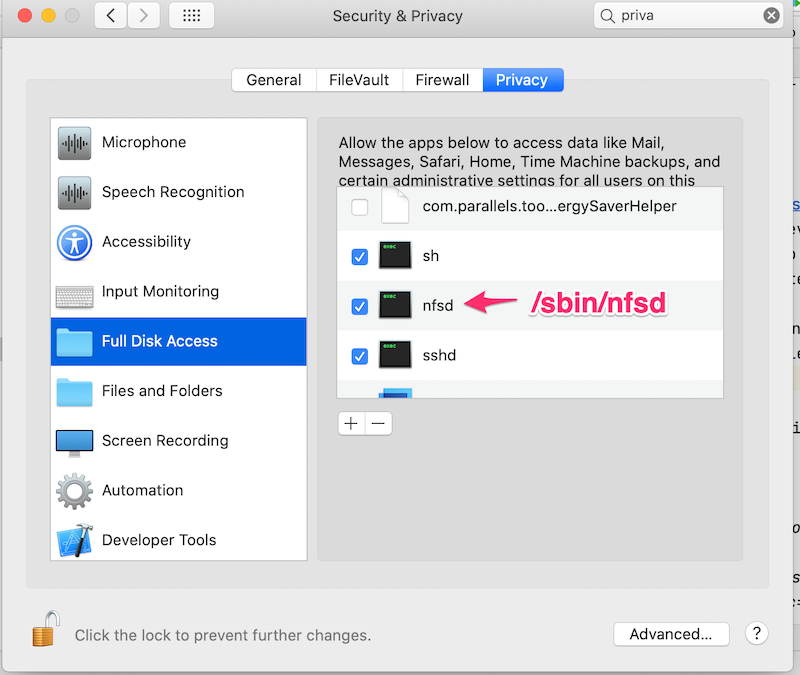 Security & Privacy
priva
General
FileVault
Firewall
Privacy
Microphone
Speech Recognition
Accessibility
Input Monitoring
Full Disk Access
Files and Folders
Screen Recording
Automation
Developer Tools
Allow the apps below to access data like Mail,
Messages, Safari, Home, Time Machine backups, and
certain administrative settings for all users on this
com.parallels.too...ergySaverHelper
exec
sh
exec
nfsd
/sbin/nfsd
exec
sshd
+
−
Click the lock to prevent further changes.
Advanced...
?